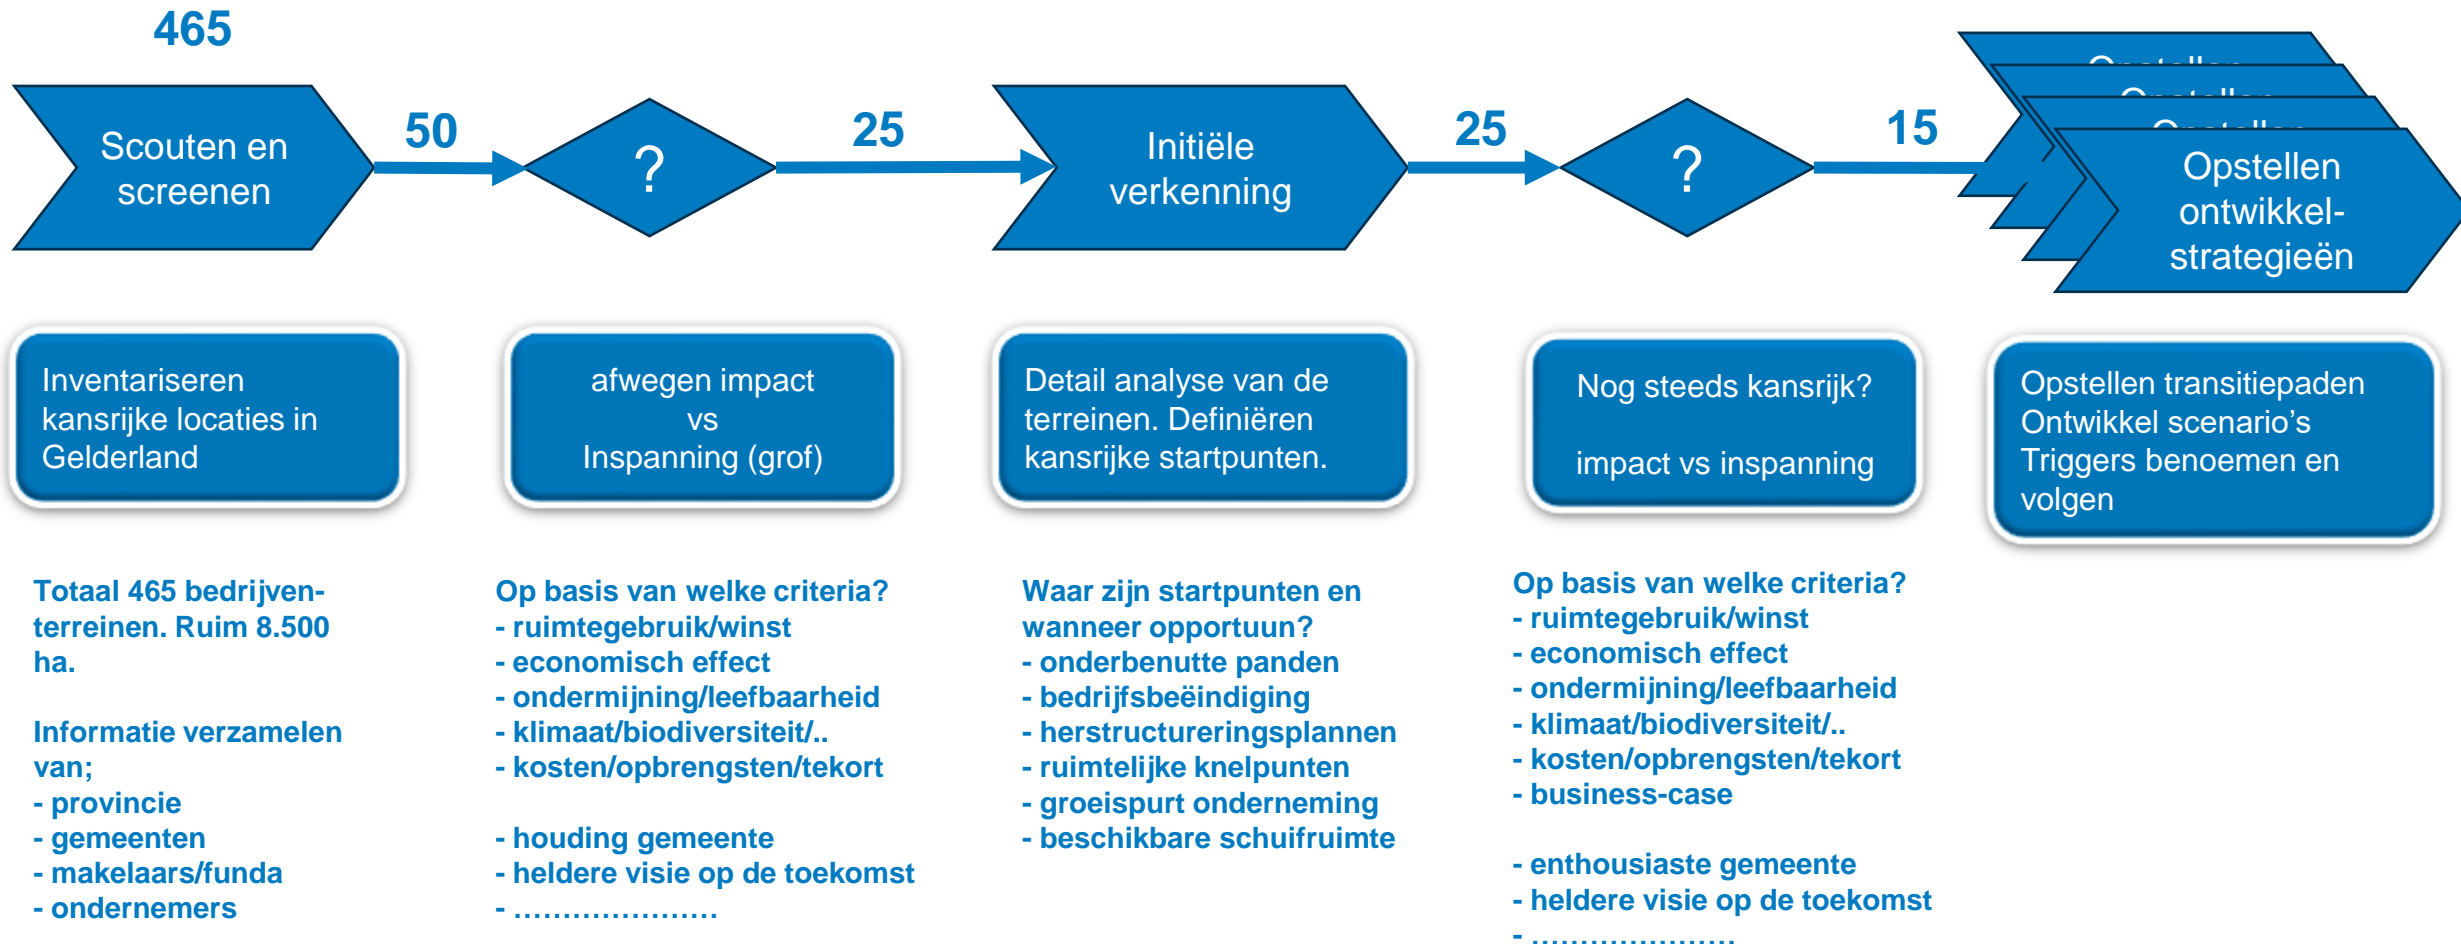 465
Scouten en
screenen
50
?
25
Initiële
verkenning
25
?
15
Opstellen
Opstellen
Opstellen
Opstellen
ontwikkel-
strategieën
Inventariseren
kansrijke locaties in
Gelderland
afwegen impact
vs
Inspanning (grof)
Detail analyse van de
terreinen. Definiëren
kansrijke startpunten.
Nog steeds kansrijk?
impact vs inspanning
Opstellen transitiepaden
Ontwikkel scenario’s
Triggers benoemen en
volgen
Totaal 465 bedrijven-
terreinen. Ruim 8.500
ha.
Informatie verzamelen
van;
- provincie
- gemeenten
- makelaars/funda
- ondernemers
Op basis van welke criteria?
- ruimtegebruik/winst
- economisch effect
- ondermijning/leefbaarheid
- klimaat/biodiversiteit/..
- kosten/opbrengsten/tekort
- houding gemeente
- heldere visie op de toekomst
- …………………
Waar zijn startpunten en
wanneer opportuun?
- onderbenutte panden
- bedrijfsbeëindiging
- herstructureringsplannen
- ruimtelijke knelpunten
- groeispurt onderneming
- beschikbare schuifruimte
Op basis van welke criteria?
- ruimtegebruik/winst
- economisch effect
- ondermijning/leefbaarheid
- klimaat/biodiversiteit/..
- kosten/opbrengsten/tekort
- business-case
- enthousiaste gemeente
- heldere visie op de toekomst
- …………………